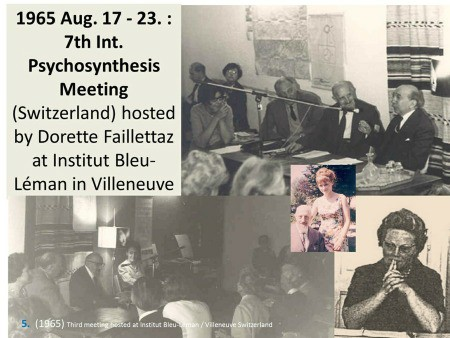 1965 Aug. 17 - 23. :
7th Int.
Psychosynthesis
Meeting
(Switzerland) hosted
by Dorette Faillettaz
at Institut Bleu-
Léman in Villeneuve
5. (1965) Third meeting hosted at Institut Bleu-Léman / Villeneuve Switzerland